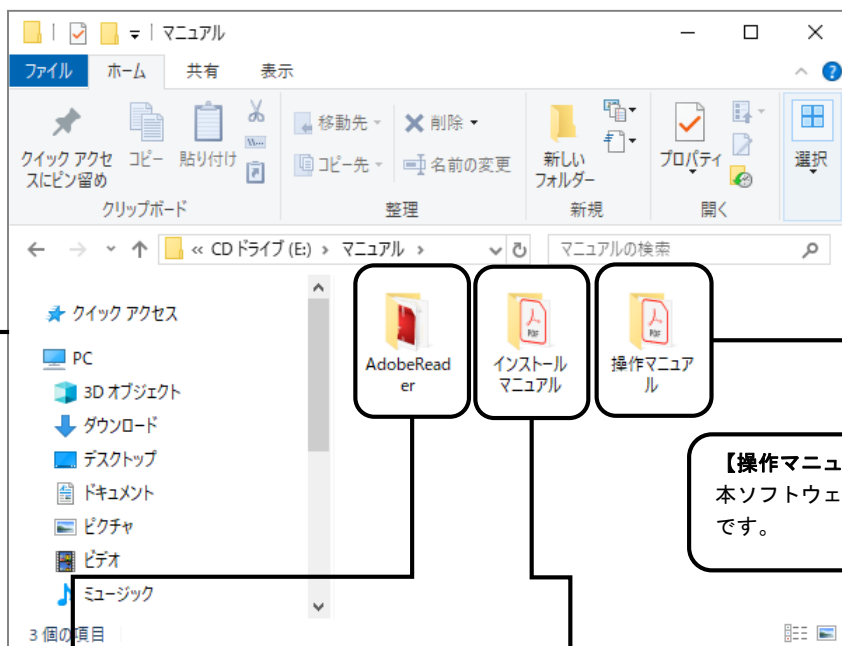 マニュアル
ファイル ホーム 共有 表示
クイック アクセ
スにピン留め
コピー
貼り付け
移動先
コピー先
削除
名前の変更
新しい
フォルダー
プロパティ
選択
クリップボード
整理
新規
開く
« CD ドライブ (E:) › マニュアル ›
マニュアルの検索
クイック アクセス
PC
3D オブジェクト
ダウンロード
デスクトップ
ドキュメント
ピクチャ
ビデオ
ミュージック
AdobeRead
er
インストール
マニュアル
操作マニュア
ル
【操作マニュ
本ソフトウェ
です。
3 個の項目